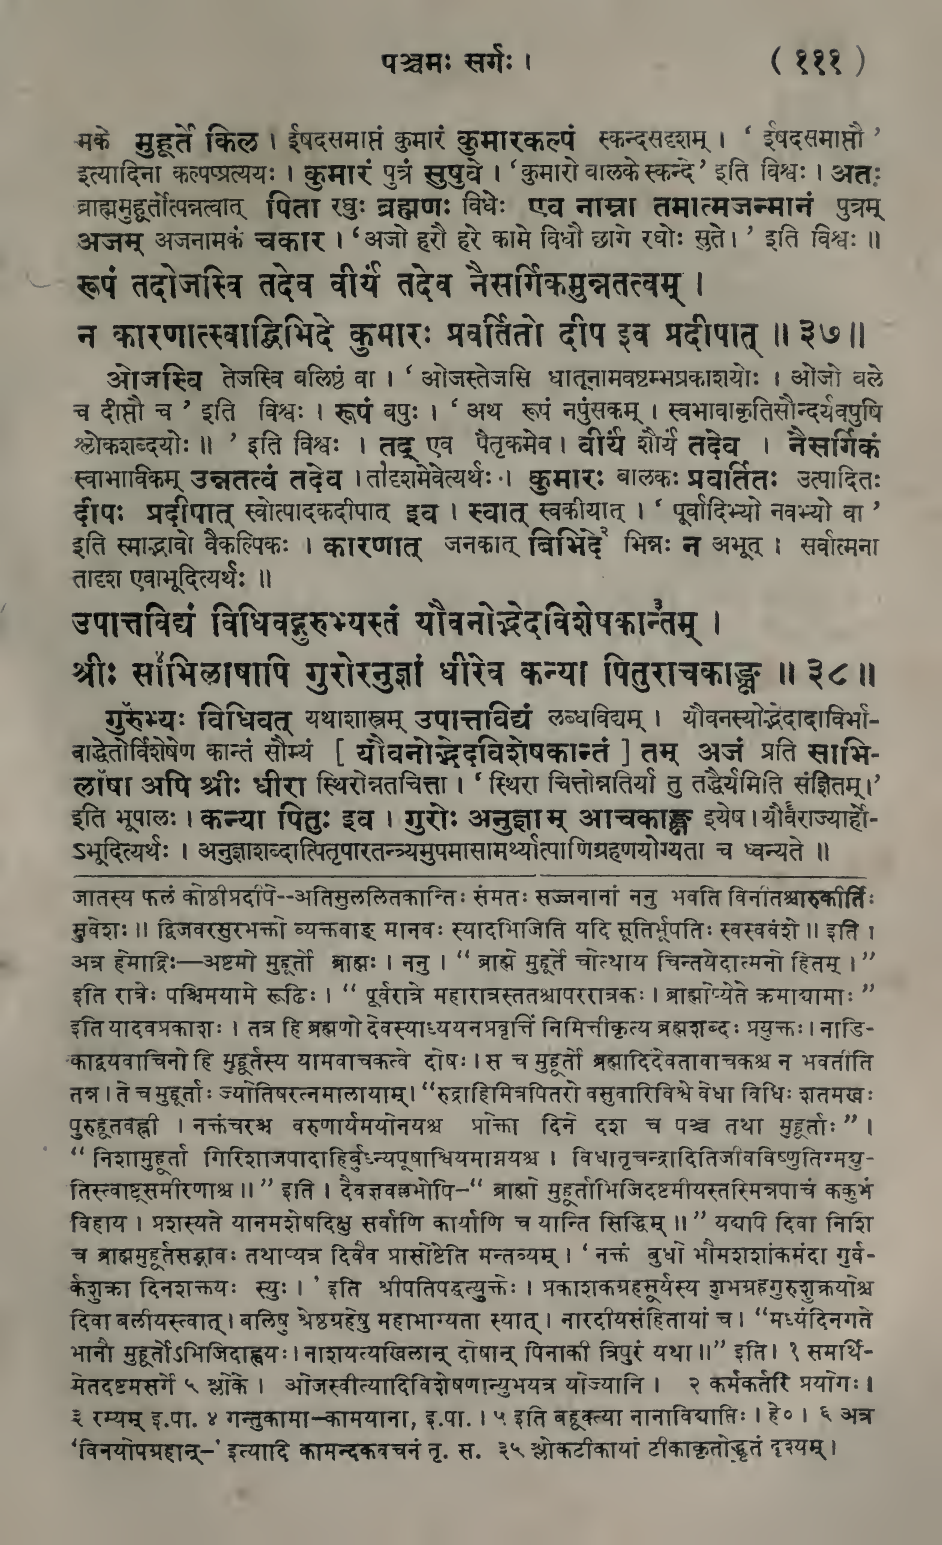 पञ्चमः सर्गः । ( १११ )
मके मुहूर्ते किल । ईषदसमाप्तं कुमारं कुमारकल्पं स्कन्दसदृशम् । ‘ ईषदसमाप्तौ ’
इत्यादिना कल्पप्प्रत्ययः । कुमारं पुत्रं सुषुवे । ‘कुमारो वालके स्कन्दे’ इति विश्वः । अतः
ब्राह्ममुहूर्तोत्पन्नत्वात् पिता रघुः ब्रह्मणः विधेः एव नाम्ना तमात्मजन्मानं पुत्रम्
अजम् अजनामकं चकार । ‘अजो हरौ हरे कामे विधौ छागे रघोः सुते।’ इति विश्वः ॥
रूपं तदोजस्वि तदेव वीर्यं तदेव नैसर्गिकमुन्नतत्वम् ।
न कारणात्स्वाद्बिभिदे कुमारः प्रवर्तितो दीप इव प्रदीपात् ॥ ३७॥
ओजस्वि तेजस्वि बलिष्ठं वा । ‘ ओजस्तेजसि धातूनामवष्टम्भप्रकाशयोः । ओजो बले
च दीप्तौ च ’ इति विश्वः । रूपं वपुः । ‘ अथ रूपं नपुंसकम् । स्वभावाकृतिसौन्दर्यवपुषि
श्लोकशब्दयोः ॥ ’ इति विश्वः । तद् एव पैतृकमेव । वीर्यं शौर्यं तदेव । नैसर्गिकं
स्वाभाविकम् उन्नतत्वं तदेव । तादृशमेवेत्यर्थः । कुमारः बालकः प्रवर्तितः उत्पादितः
दीपः प्रदीपात् स्वोत्पादकदीपात् इव । स्वात् स्वकीयात् । ‘ पूर्वादिभ्यो नवभ्यो वा ’
इति स्माद्भावो वैकल्पिकः । कारणात् जनकात् बिभिदे२ भिन्नः न अभूत् । सर्वात्मना
तादृश एवाभूदित्यर्थः ॥
उपात्तविद्यं विधिवद्गुरुभ्यस्तं यौवनोद्भेदविशेषकान्त३म् ।
श्रीः सा४भिलाषापि गुरोरनुज्ञां धीरेव कन्या पितुराचकाङ्क्ष ॥ ३८॥
गुरु५भ्यः विधिवत् यथाशास्त्रम् उपात्तविद्यं लब्धविद्यम् । यौवनस्योद्भेदादाविर्भा-
वाद्धेतोर्विशेषेण कान्तं सौम्यं [ यौवनोद्भेदविशेषकान्तं ] तम् अजं प्रति साभि-
लाषा अपि श्रीः धीरा स्थिरोन्नतचित्ता । ‘ स्थिरा चित्तोन्नतिर्या तु तद्धैर्यमिति संज्ञितम्।’
इति भूपालः । कन्या पितुः इव । गुरोः अनुज्ञाम् आचकाङ्क्ष इयेष । यौव६राज्यार्हो-
ऽभूदित्यर्थः । अनुज्ञाशब्दात्पितृपारतन्त्र्यमुपमासामर्थ्यात्पाणिग्रहणयोग्यता च ध्वन्यते ॥
जातस्य फलं कोष्ठीप्रदीपे--अतिसुललितकान्तिः संमतः सज्जनानां ननु भवति विनीतश्चारुकीर्तिः
सुवेशः ॥ द्विजवरसुरभक्तो व्यक्तवाङ् मानवः स्यादभिजिति यदि सूतिर्भूपतिः स्वस्ववंशे ॥ इति ।
अत्र हेमाद्रिः—अष्टमो मुहूर्तो ब्राह्मः । ननु । “ ब्राह्मे मुहूर्ते चोत्थाय चिन्तयेदात्मनो हितम् ।”
इति रात्रेः पश्चिमयामे रूढिः । “ पूर्वरात्रे महारात्रस्ततश्चापररात्रकः । ब्राह्मोप्येते क्रमायामाः ”
इति यादवप्रकाशः । तत्र हि ब्रह्मणो देवस्याध्ययनप्रवृत्तिं निमित्तीकृत्य ब्रह्मशब्दः प्रयुक्तः । नाडि-
काद्वयवाचिनो हि मुहूर्तस्य यामवाचकत्वे दोषः । स च मुहूर्तो ब्रह्मादिदेवतावाचकश्च न भवतीति
तन्न । ते च मुहूर्ताः ज्योतिषरत्नमालायाम्। “रुद्राहिमित्रपितरो वसुवारिविश्वे वेधा विधिः शतमखः
पुरुहूतवह्नी । नक्तंचरश्च वरुणार्यमयोनयश्च प्रोक्ता दिने दश च पञ्च तथा मुहूर्ताः ” ।
“ निशामुहूर्ता गिरिशाजपादाहिर्बुध्न्यपूषाश्वियमाग्नयश्च । विधातृचन्द्रादितिजीवविष्णुतिग्मद्यु-
तिस्त्वाष्ट्रसमीरणाश्च ॥ ” इति । दैवज्ञवल्लभोपि–“ ब्राह्मो मुहूर्ताभिजिदष्टमीयस्तस्मिन्नपाचं ककुभं
विहाय । प्रशस्यते यानमशेषदिक्षु सर्वाणि कार्याणि च यान्ति सिद्धिम् ॥ ” यद्यपि दिवा निशि
च ब्राह्ममुहूर्तसद्भावः तथाप्यत्र दिवैव प्रासोष्टेति मन्तव्यम् । ‘ नक्तं बुधो भौमशशांकमंदा गुर्व-
र्कशुक्रा दिनशक्तयः स्युः । ’ इति श्रीपतिपद्धत्युक्तेः । प्रकाशकग्रहसूर्यस्य शुभग्रहगुरुशुक्रयोश्च
दिवा बलीयस्त्वात् । बलिषु श्रेष्ठग्रहेषु महाभाग्यता स्यात् । नारदीयसंहितायां च । “मध्यंदिनगते
भानौ मुहूर्तोऽभिजिदाह्वयः । नाशयत्यखिलान् दोषान् पिनाकी त्रिपुरं यथा ॥” इति। १ समर्थि-
मेतदष्टमसर्गे ५ श्लोके । ओजस्वीत्यादिविशेषणान्युभयत्र योज्यानि । २ कर्मकर्तरि प्रयोगः ।
३ रम्यम् इ.पा. ४ गन्तुकामा–कामयाना, इ.पा. । ५ इति बहूक्त्या नानाविद्याप्तिः । हे० । ६ अत्र
‘विनयोपग्रहान्–’ इत्यादि कामन्दकवचनं तृ. स. ३५ श्लोकटीकायां टीकाकृतोद्धृतं दृश्यम् ।